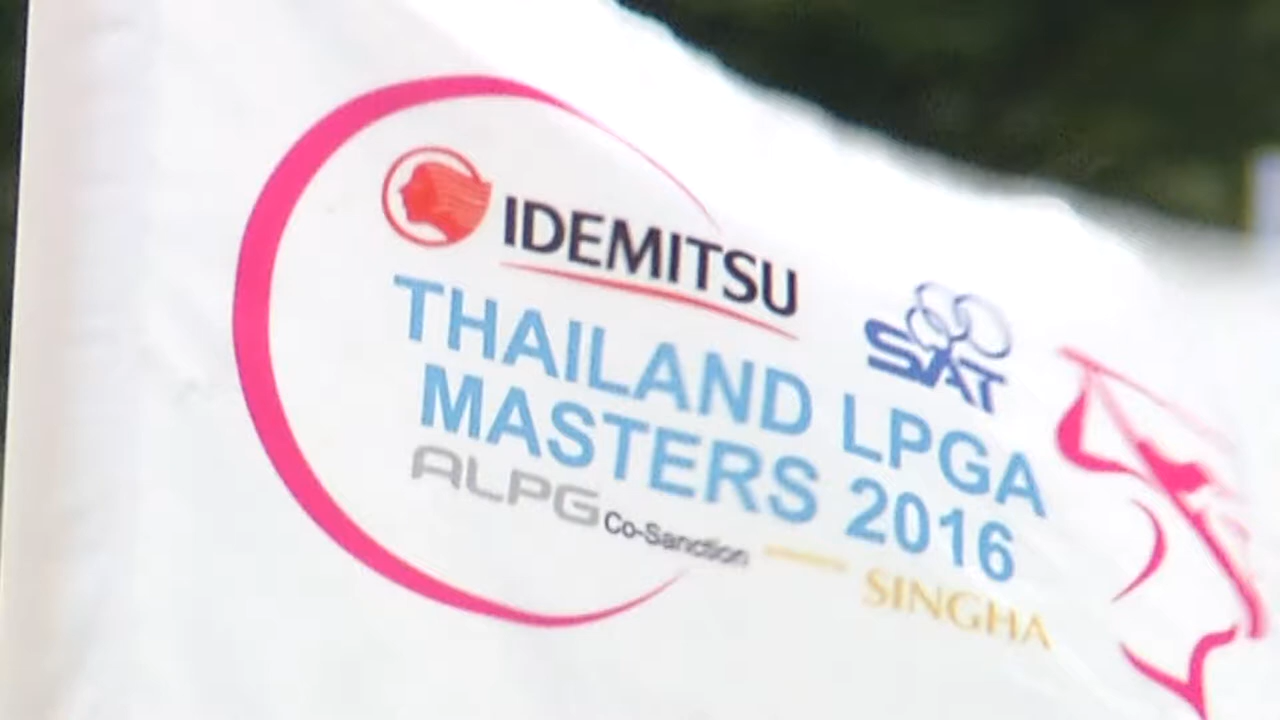 IDEMITSU
SAT
THAILAND LPGA
MASTERS 2016
ALPG Co-Sanction
SINGHA